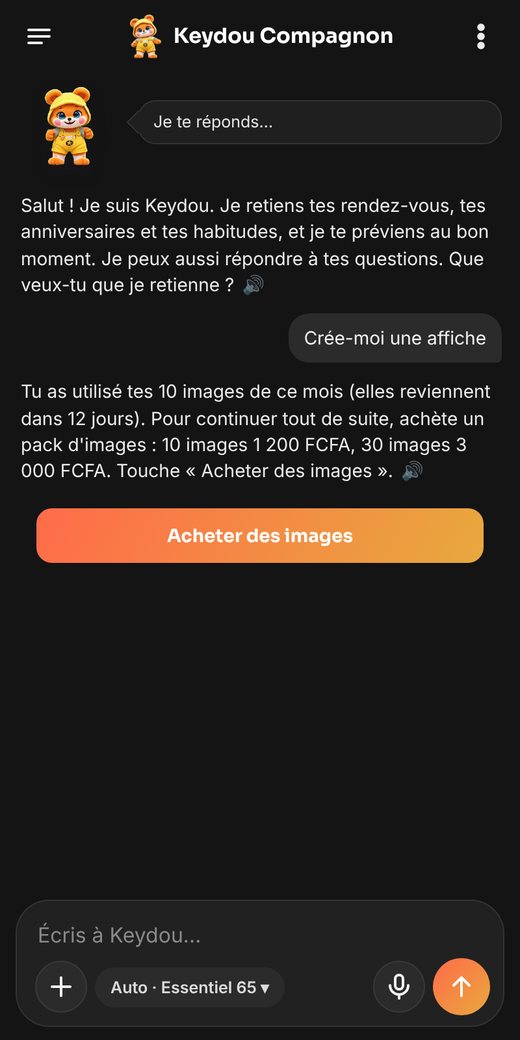 Keydou Compagnon
Je te réponds...
Salut ! Je suis Keydou. Je retiens tes rendez-vous, tes
anniversaires et tes habitudes, et je te préviens au bon
moment. Je peux aussi répondre à tes questions. Que
veux-tu que je retienne ? 🔊
Crée-moi une affiche
Tu as utilisé tes 10 images de ce mois (elles reviennent
dans 12 jours). Pour continuer tout de suite, achète un
pack d'images : 10 images 1 200 FCFA, 30 images 3
000 FCFA. Touche « Acheter des images ». 🔊
Acheter des images
Écris à Keydou...
Auto · Essentiel 65 ▾